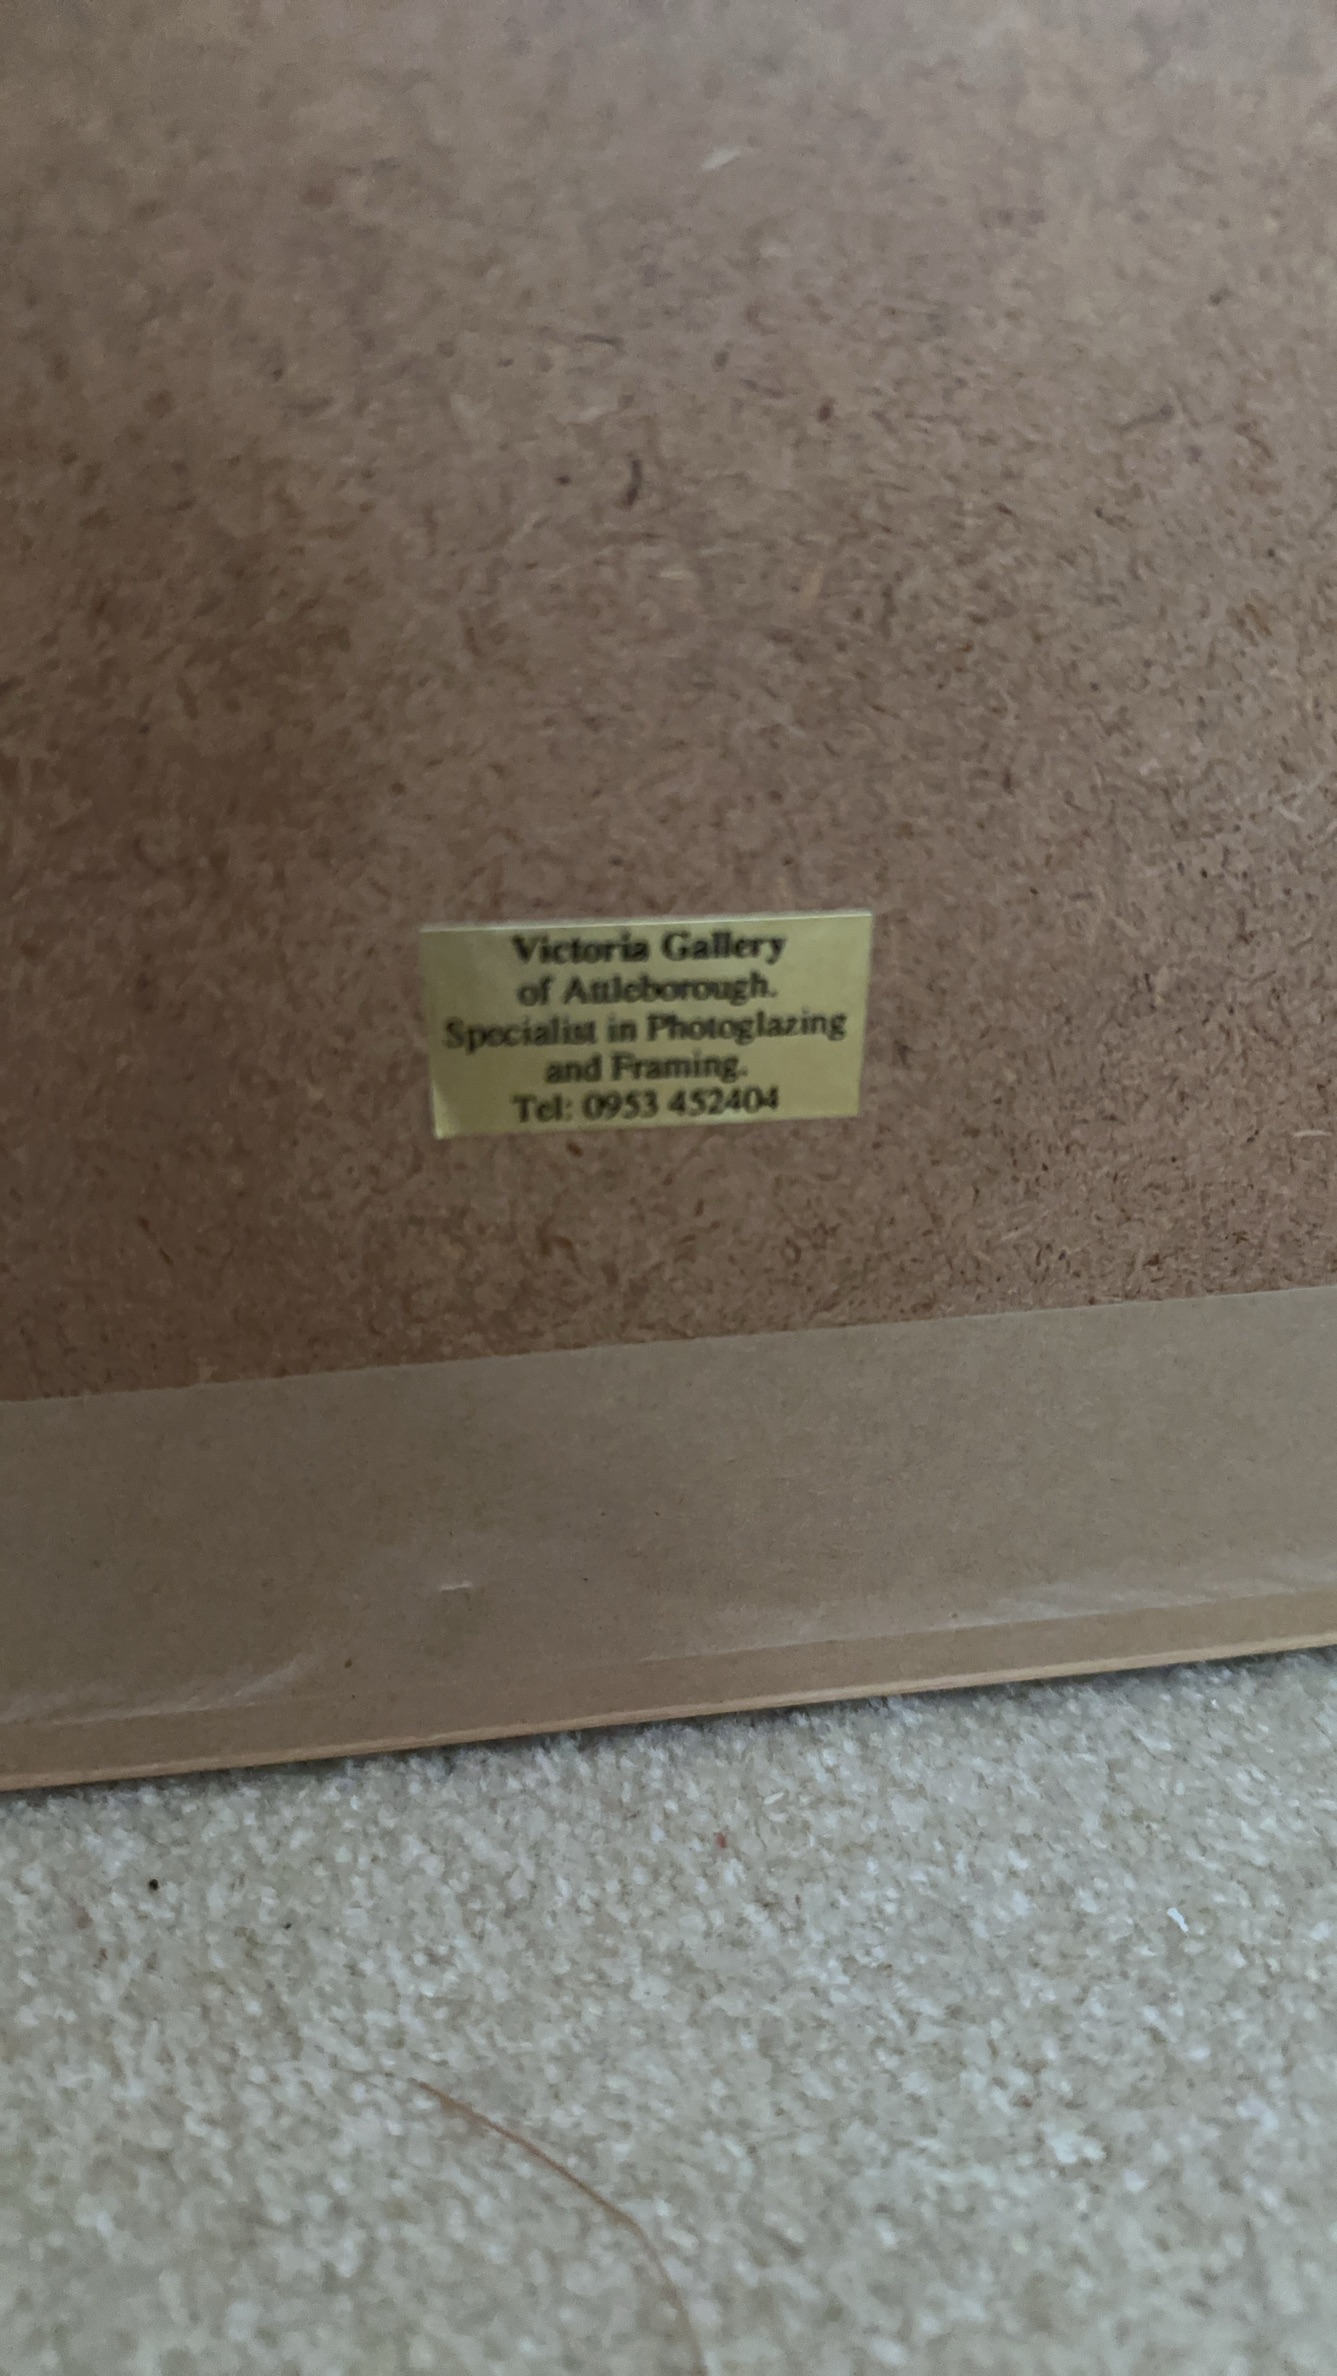 Victoria Gallery
of Attleborough.
Specialist in Photoglazing
and Framing.
Tel: 0953 452404